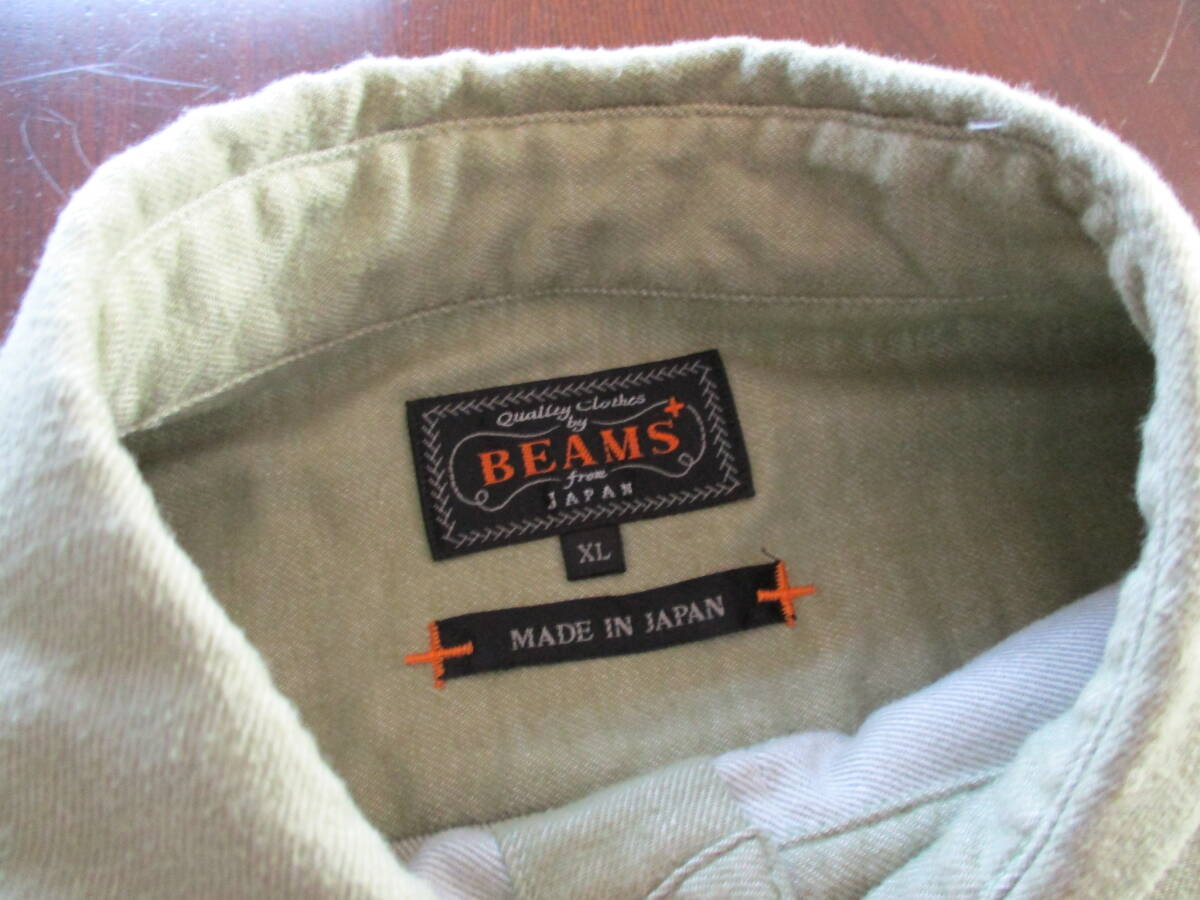 Quality Clothes
by
BEAMS+
from
JAPAN
XL
MADE IN JAPAN